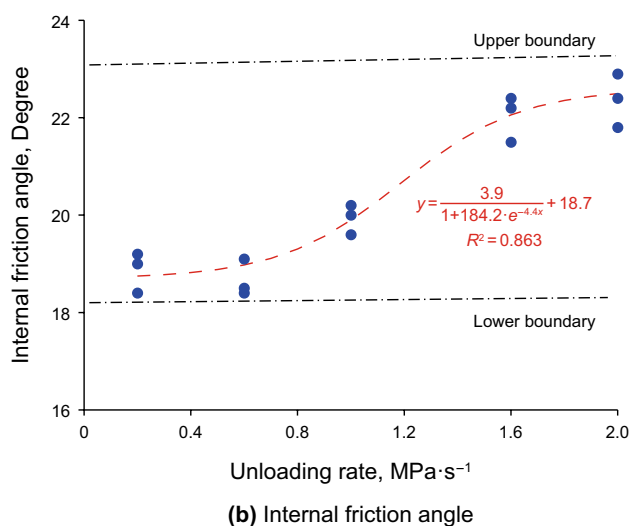 24
Upper boundary
22
Internal friction angle, Degree
y = 3.9 / 1+184.2·e^−4.4x + 18.7
R² = 0.863
20
18
Lower boundary
16
0 0.4 0.8 1.2 1.6 2.0
Unloading rate, MPa·s⁻¹
(b) Internal friction angle